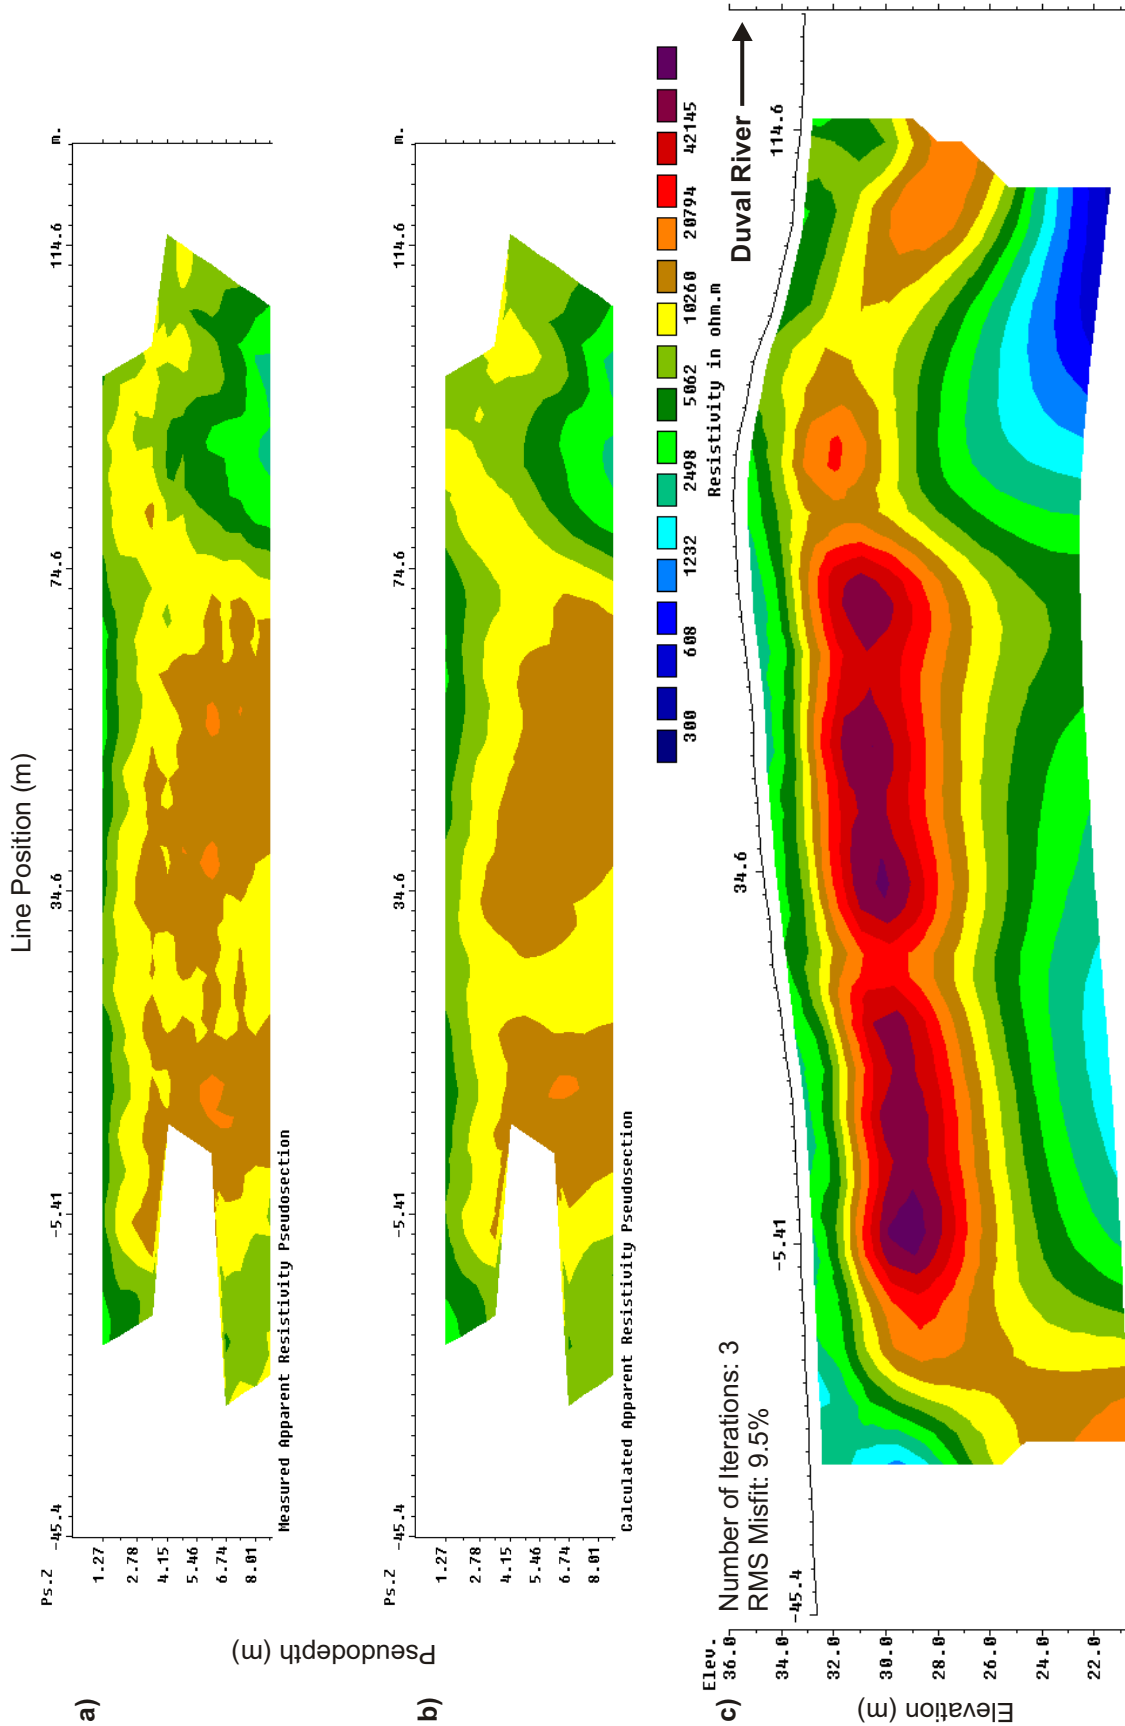 Line Position (m)
a)
Ps.Z
-45.4
-5.41
34.6
74.6
114.6
m.
1.27
2.78
4.15
5.46
6.74
8.01
Measured Apparent Resistivity Pseudosection
Pseudodepth (m)
b)
Ps.Z
-45.4
-5.41
34.6
74.6
114.6
m.
1.27
2.78
4.15
5.46
6.74
8.01
Calculated Apparent Resistivity Pseudosection
300
608
1232
2498
5062
10260
20794
42145
Resistivity in ohm.m
c)
Number of Iterations: 3
RMS Misfit: 9.5%
Duval River
Elev.
36.0
34.0
32.0
30.0
28.0
26.0
24.0
22.0
Elevation (m)
-45.4
-5.41
34.6
114.6